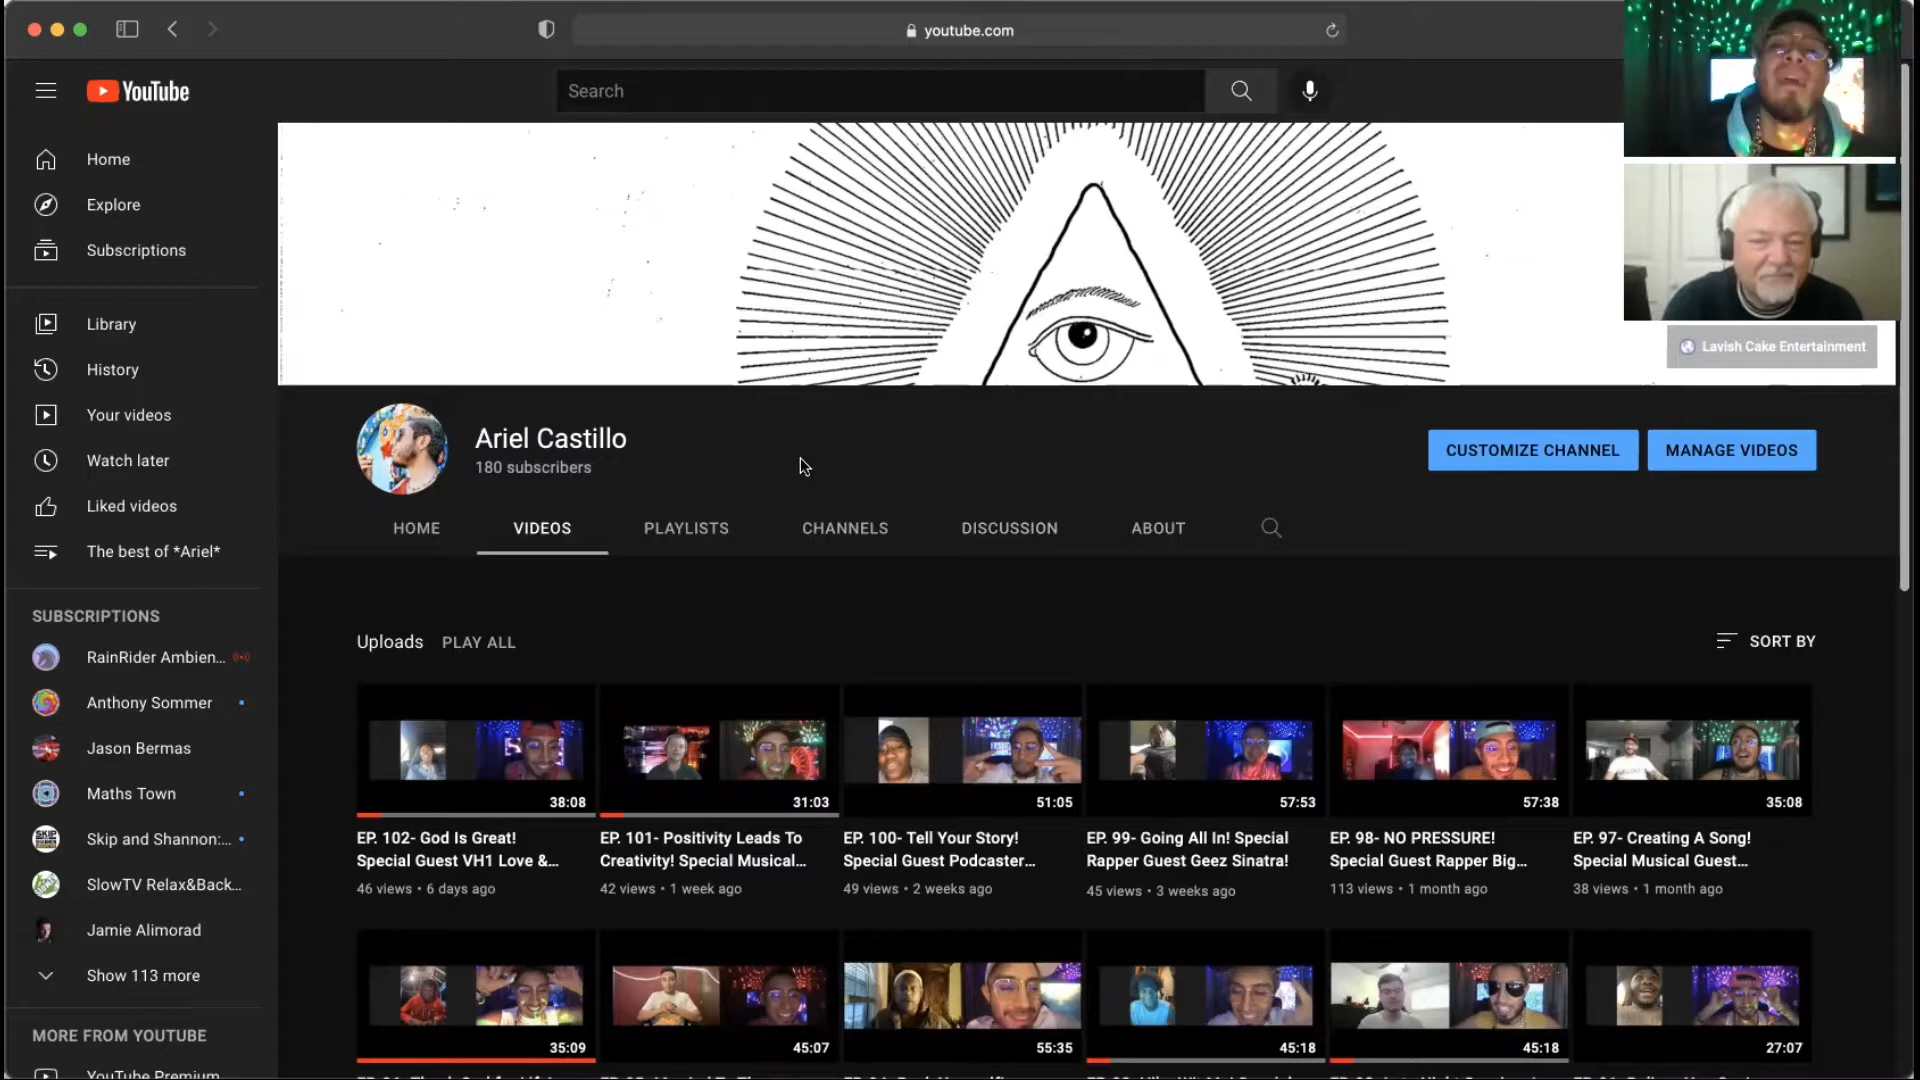 youtube.com
YouTube
Search
Home
Explore
Subscriptions
Library
History
Your videos
Watch later
Liked videos
The best of *Ariel*
SUBSCRIPTIONS
RainRider Ambien...
Anthony Sommer
Jason Bermas
Maths Town
Skip and Shannon:...
SlowTV Relax&Back...
Jamie Alimorad
Show 113 more
MORE FROM YOUTUBE
YouTube Premium
Lavish Cake Entertainment
Ariel Castillo
180 subscribers
CUSTOMIZE CHANNEL
MANAGE VIDEOS
HOME
VIDEOS
PLAYLISTS
CHANNELS
DISCUSSION
ABOUT
Uploads
PLAY ALL
SORT BY
38:08
EP. 102- God Is Great!
Special Guest VH1 Love &...
46 views • 6 days ago
31:03
EP. 101- Positivity Leads To
Creativity! Special Musical...
42 views • 1 week ago
51:05
EP. 100- Tell Your Story!
Special Guest Podcaster...
49 views • 2 weeks ago
57:53
EP. 99- Going All In! Special
Rapper Guest Geez Sinatra!
45 views • 3 weeks ago
57:38
EP. 98- NO PRESSURE!
Special Guest Rapper Big...
113 views • 1 month ago
35:08
EP. 97- Creating A Song!
Special Musical Guest...
38 views • 1 month ago
35:09
45:07
55:35
45:18
45:18
27:07